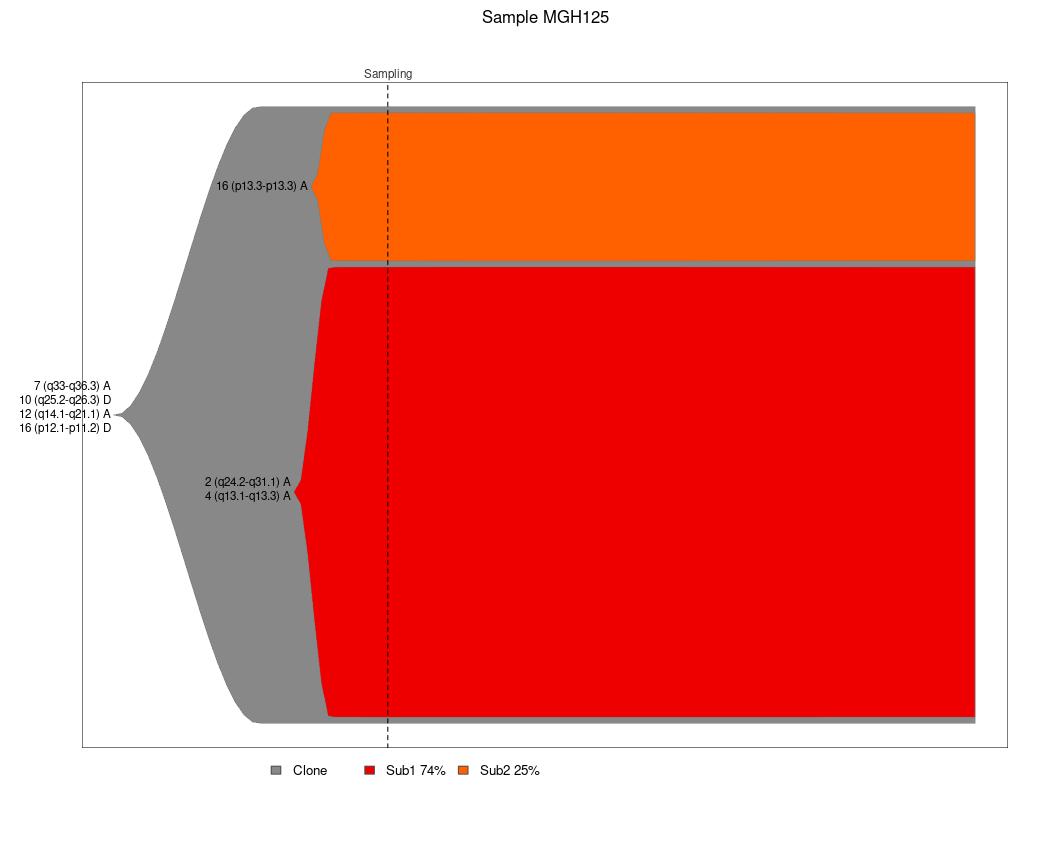 Sample MGH125
Sampling
16 (p13.3-p13.3) A
7 (q33-q36.3) A
10 (q25.2-q26.3) D
12 (q14.1-q21.1) A
16 (p12.1-p11.2) D
2 (q24.2-q31.1) A
4 (q13.1-q13.3) A
Clone Sub1 74% Sub2 25%